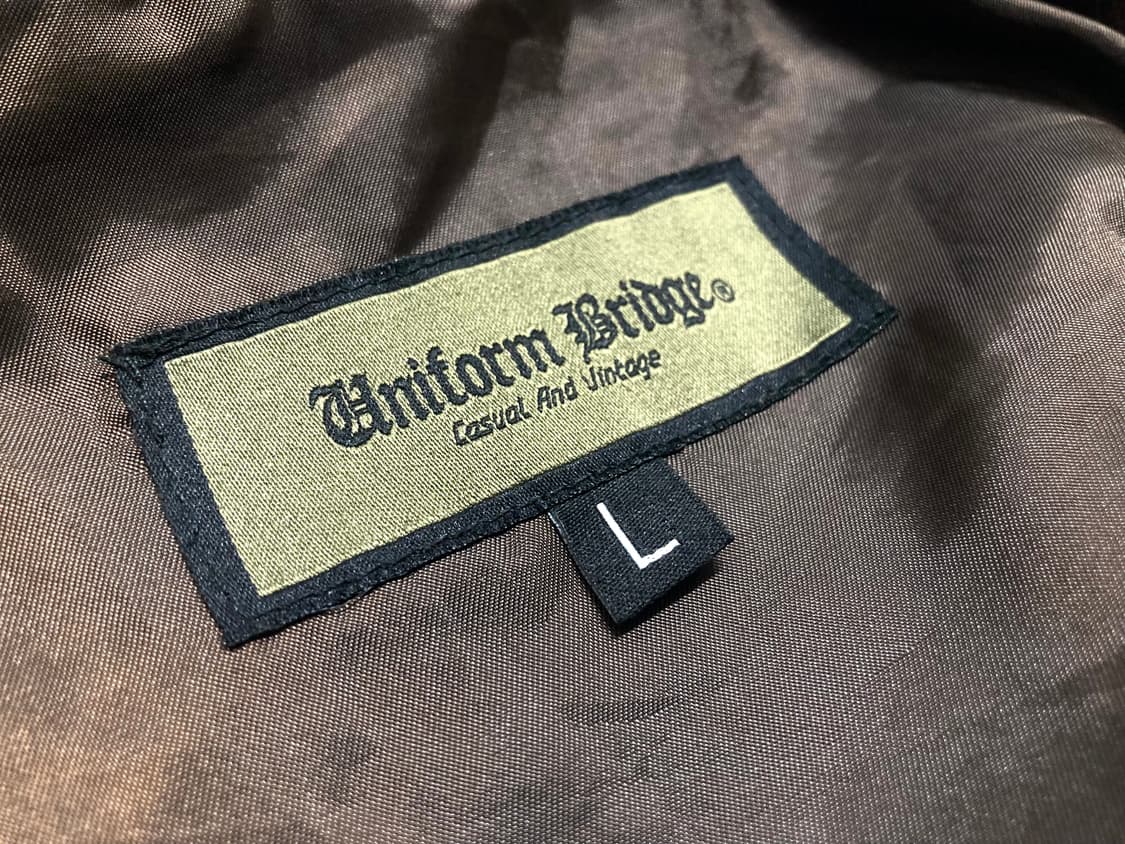 Uniform Bridge®
Casual And Vintage
L